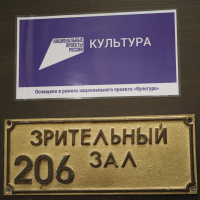 НАЦИОНАЛЬНЫЕ
ПРОЕКТЫ
РОССИИ
КУЛЬТУРА
Оснащено в рамках национального проекта «Культура»
ЗРИТЕЛЬНЫЙ
206 ЗАЛ